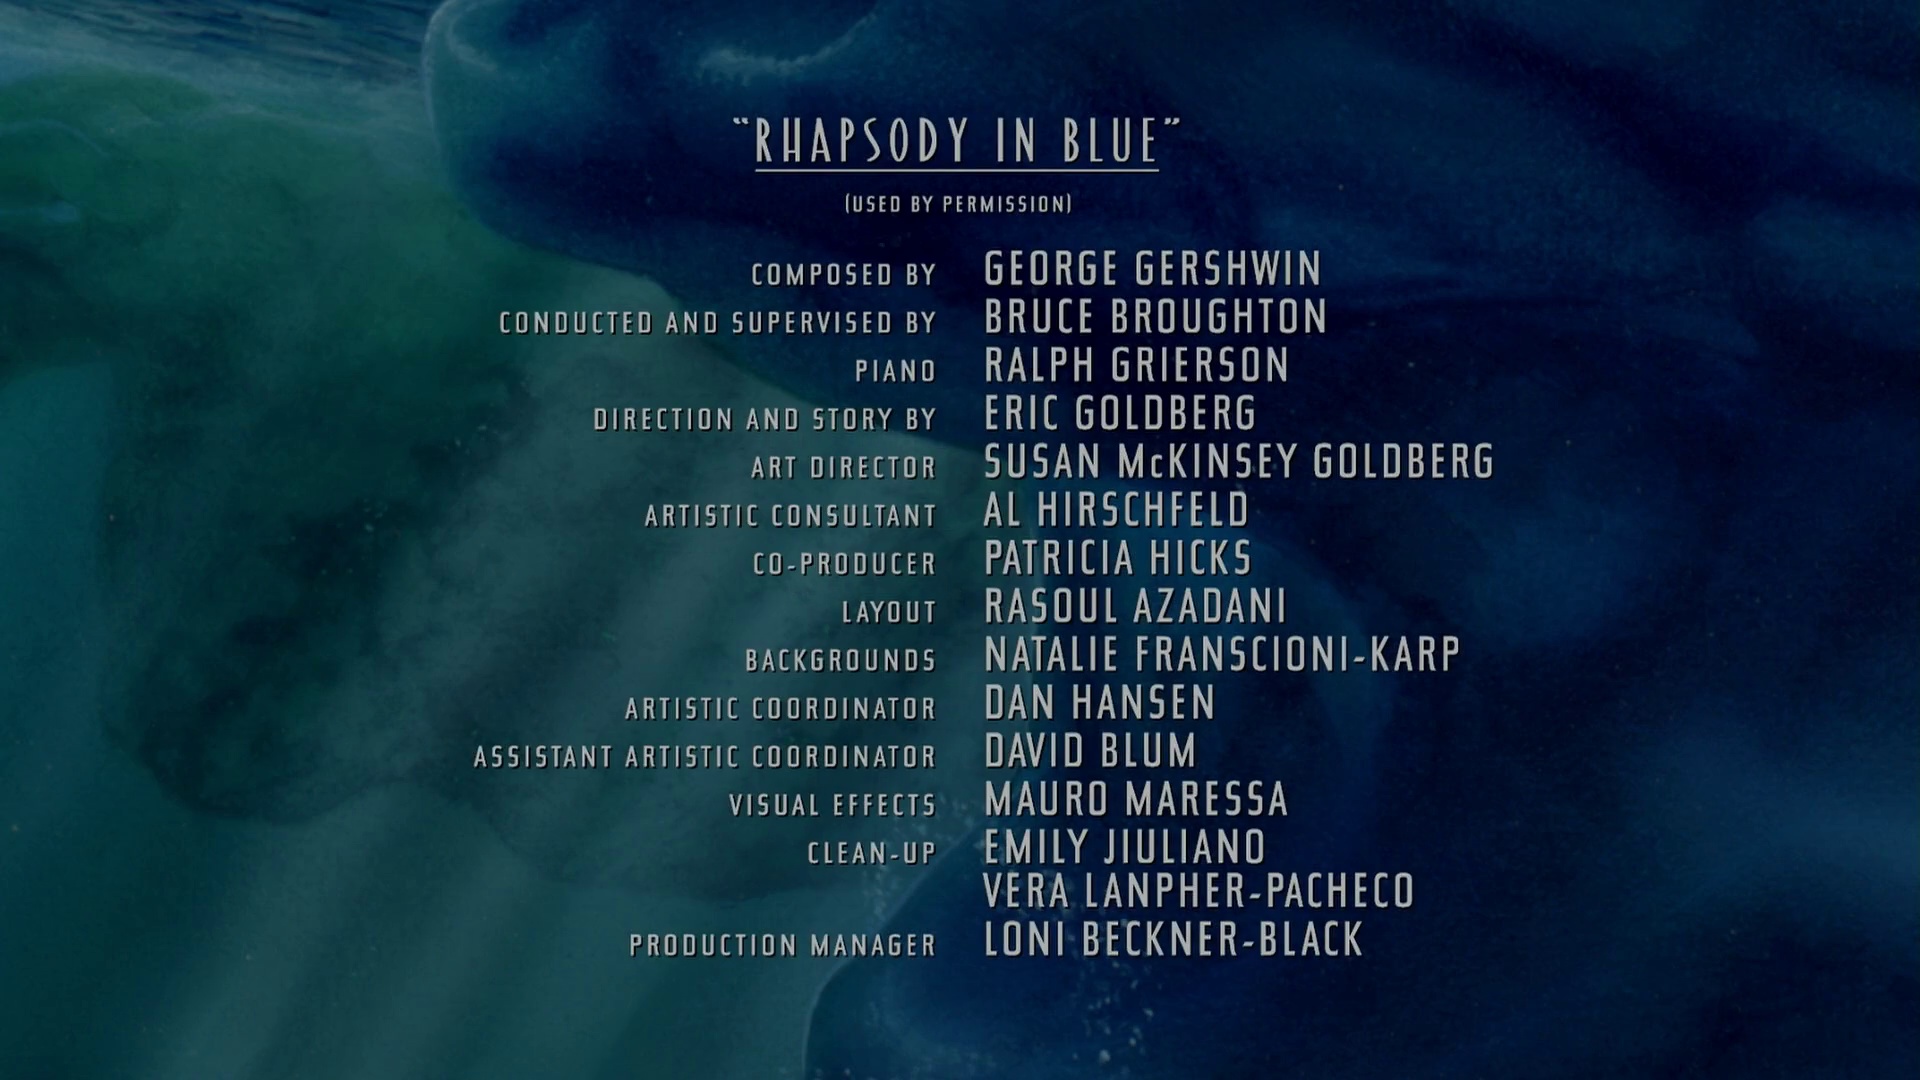 “RHAPSODY IN BLUE”
(USED BY PERMISSION)
COMPOSED BY GEORGE GERSHWIN
CONDUCTED AND SUPERVISED BY BRUCE BROUGHTON
PIANO RALPH GRIERSON
DIRECTION AND STORY BY ERIC GOLDBERG
ART DIRECTOR SUSAN McKINSEY GOLDBERG
ARTISTIC CONSULTANT AL HIRSCHFELD
CO-PRODUCER PATRICIA HICKS
LAYOUT RASOUL AZADANI
BACKGROUNDS NATALIE FRANSCIONI-KARP
ARTISTIC COORDINATOR DAN HANSEN
ASSISTANT ARTISTIC COORDINATOR DAVID BLUM
VISUAL EFFECTS MAURO MARESSA
CLEAN-UP EMILY JIULIANO
VERA LANPHER-PACHECO
PRODUCTION MANAGER LONI BECKNER-BLACK